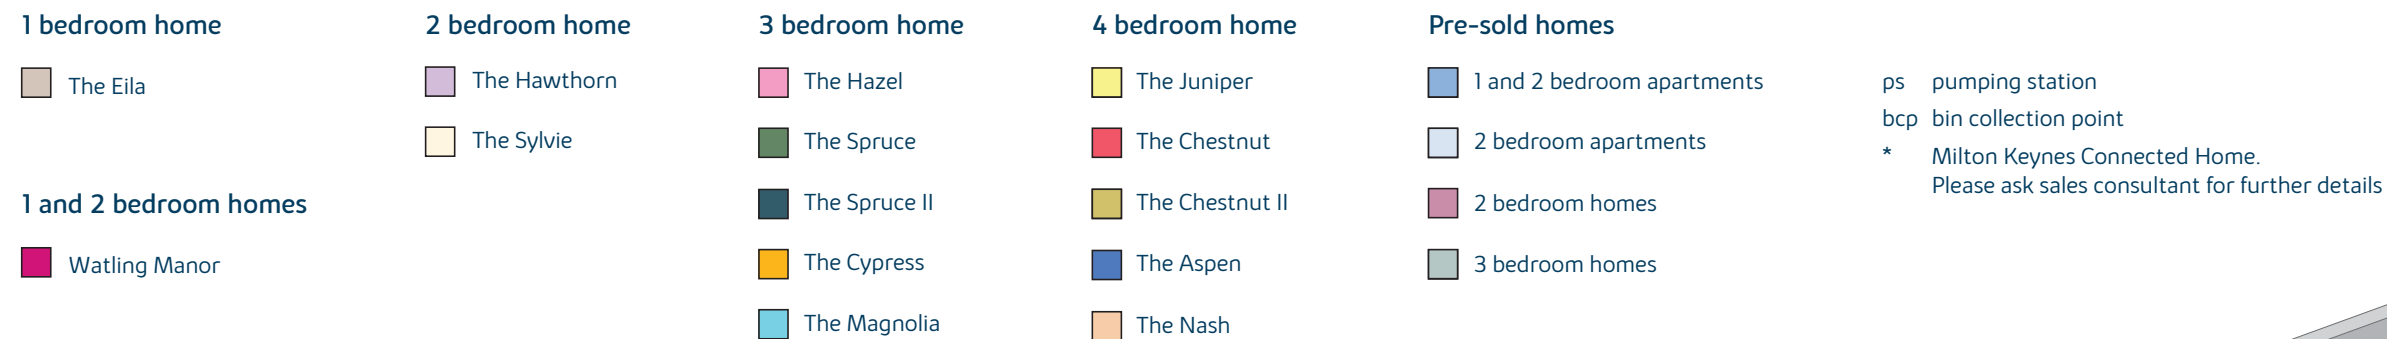 1 bedroom home
The Eila
1 and 2 bedroom homes
Watling Manor
2 bedroom home
The Hawthorn
The Sylvie
3 bedroom home
The Hazel
The Spruce
The Spruce II
The Cypress
The Magnolia
4 bedroom home
The Juniper
The Chestnut
The Chestnut II
The Aspen
The Nash
Pre-sold homes
1 and 2 bedroom apartments
2 bedroom apartments
2 bedroom homes
3 bedroom homes
ps pumping station
bcp bin collection point
* Milton Keynes Connected Home.
Please ask sales consultant for further details